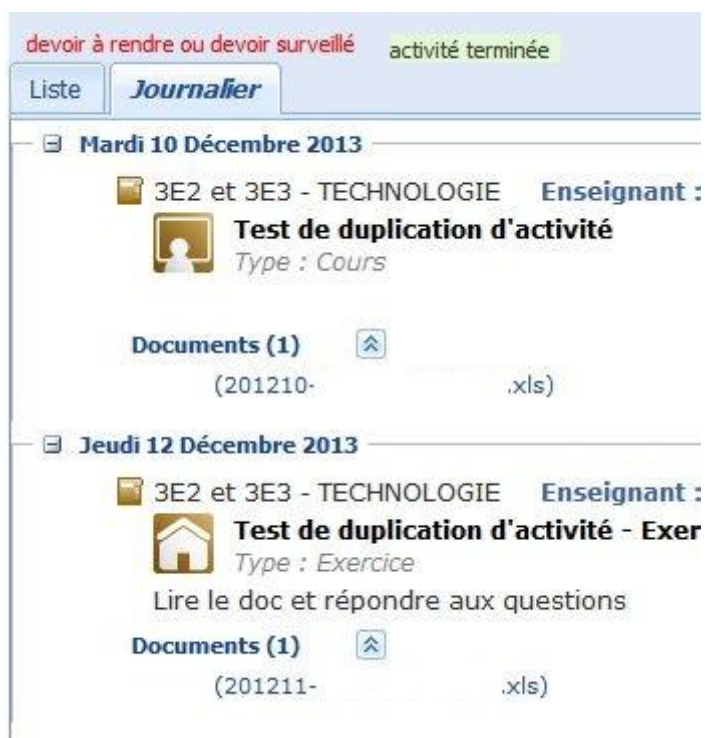 devoir à rendre ou devoir surveillé activité terminée
Liste Journalier
Mardi 10 Décembre 2013
3E2 et 3E3 - TECHNOLOGIE Enseignant :
Test de duplication d'activité
Type : Cours
Documents (1)
(201210- .xls)
Jeudi 12 Décembre 2013
3E2 et 3E3 - TECHNOLOGIE Enseignant :
Test de duplication d'activité - Exer
Type : Exercice
Lire le doc et répondre aux questions
Documents (1)
(201211- .xls)